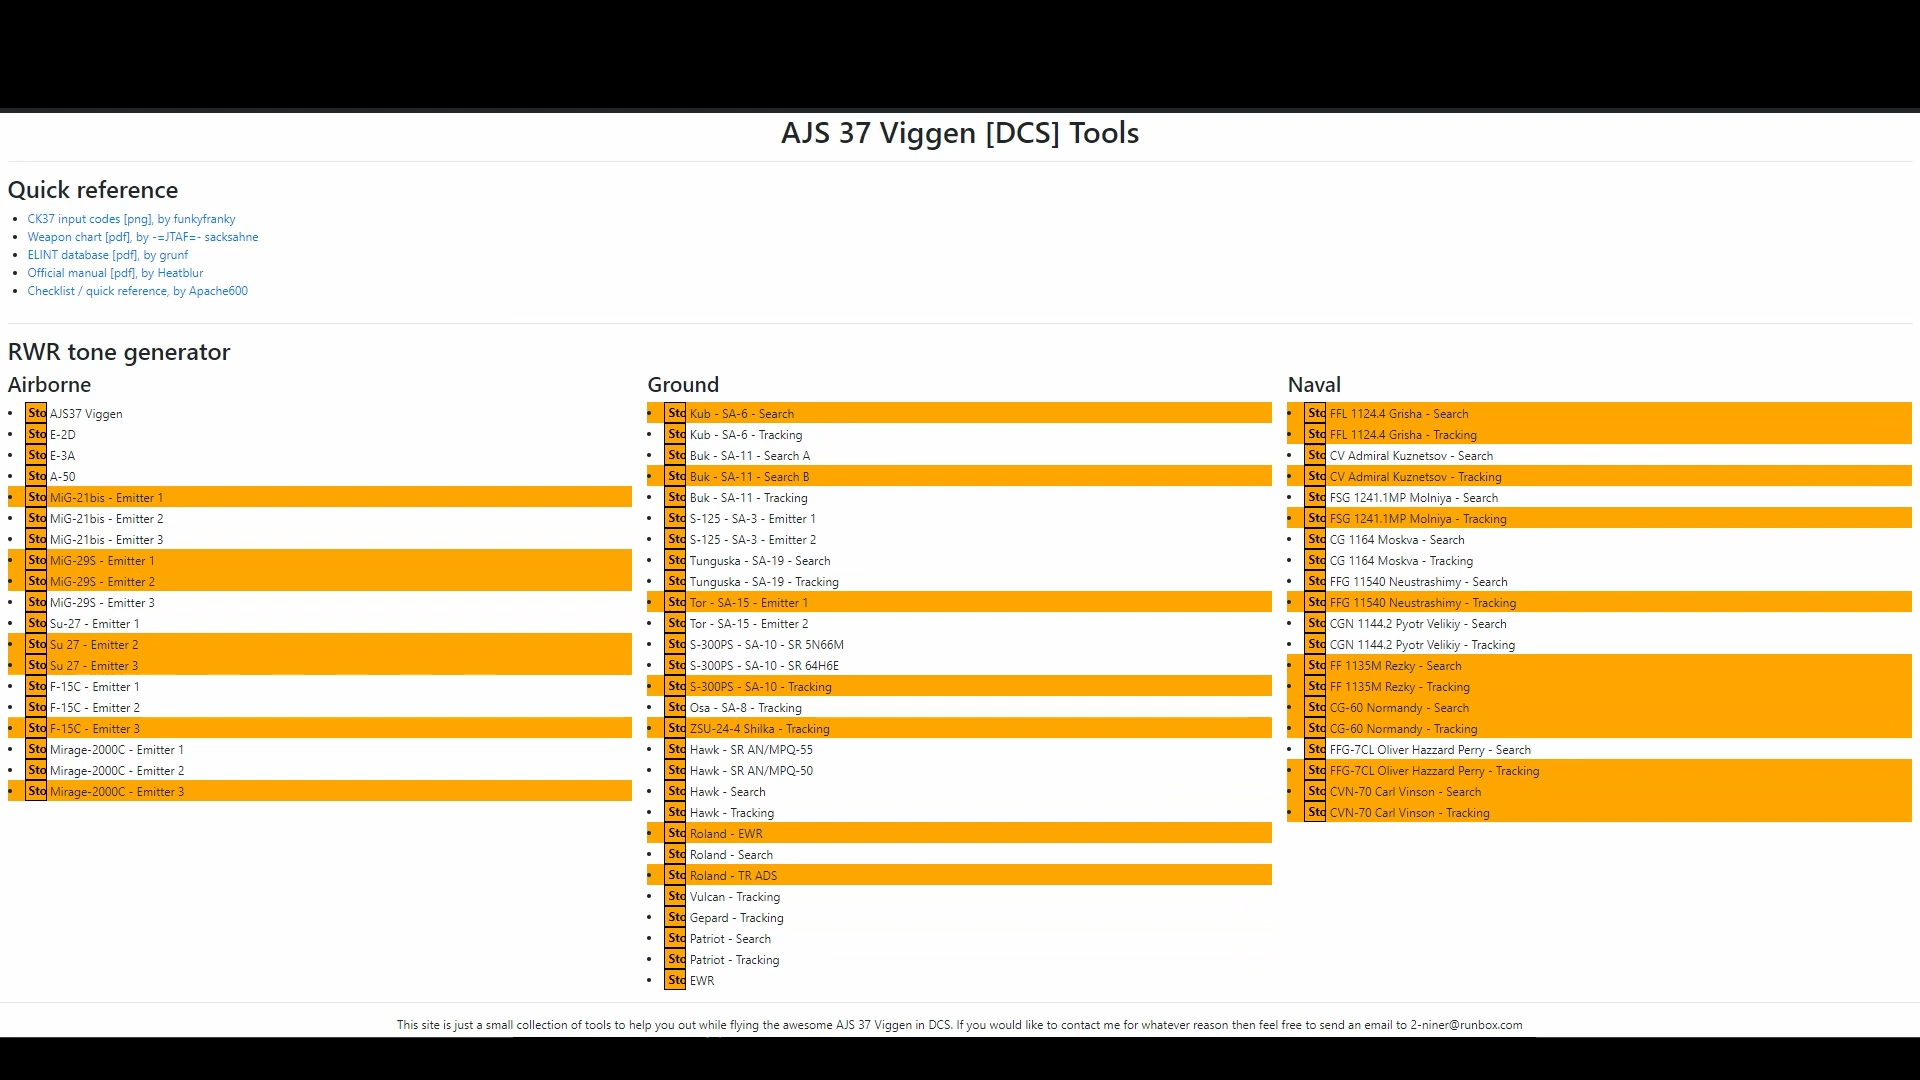 AJS 37 Viggen [DCS] Tools
Quick reference
CK37 input codes [png], by funkyfranky
Weapon chart [pdf], by -=JTAF=- sacksahne
ELINT database [pdf], by grunf
Official manual [pdf], by Heatblur
Checklist / quick reference, by Apache600
RWR tone generator
Airborne
Sto AJS37 Viggen
Sto E-2D
Sto E-3A
Sto A-50
Sto MiG-21bis - Emitter 1
Sto MiG-21bis - Emitter 2
Sto MiG-21bis - Emitter 3
Sto MiG-29S - Emitter 1
Sto MiG-29S - Emitter 2
Sto MiG-29S - Emitter 3
Sto Su-27 - Emitter 1
Sto Su 27 - Emitter 2
Sto Su 27 - Emitter 3
Sto F-15C - Emitter 1
Sto F-15C - Emitter 2
Sto F-15C - Emitter 3
Sto Mirage-2000C - Emitter 1
Sto Mirage-2000C - Emitter 2
Sto Mirage-2000C - Emitter 3
Ground
Sto Kub - SA-6 - Search
Sto Kub - SA-6 - Tracking
Sto Buk - SA-11 - Search A
Sto Buk - SA-11 - Search B
Sto Buk - SA-11 - Tracking
Sto S-125 - SA-3 - Emitter 1
Sto S-125 - SA-3 - Emitter 2
Sto Tunguska - SA-19 - Search
Sto Tunguska - SA-19 - Tracking
Sto Tor - SA-15 - Emitter 1
Sto Tor - SA-15 - Emitter 2
Sto S-300PS - SA-10 - SR 5N66M
Sto S-300PS - SA-10 - SR 64H6E
Sto S-300PS - SA-10 - Tracking
Sto Osa - SA-8 - Tracking
Sto ZSU-24-4 Shilka - Tracking
Sto Hawk - SR AN/MPQ-55
Sto Hawk - SR AN/MPQ-50
Sto Hawk - Search
Sto Hawk - Tracking
Sto Roland - EWR
Sto Roland - Search
Sto Roland - TR ADS
Sto Vulcan - Tracking
Sto Gepard - Tracking
Sto Patriot - Search
Sto Patriot - Tracking
Sto EWR
Naval
Sto FFL 1124.4 Grisha - Search
Sto FFL 1124.4 Grisha - Tracking
Sto CV Admiral Kuznetsov - Search
Sto CV Admiral Kuznetsov - Tracking
Sto FSG 1241.1MP Molniya - Search
Sto FSG 1241.1MP Molniya - Tracking
Sto CG 1164 Moskva - Search
Sto CG 1164 Moskva - Tracking
Sto FFG 11540 Neustrashimy - Search
Sto FFG 11540 Neustrashimy - Tracking
Sto CGN 1144.2 Pyotr Velikiy - Search
Sto CGN 1144.2 Pyotr Velikiy - Tracking
Sto FF 1135M Rezky - Search
Sto FF 1135M Rezky - Tracking
Sto CG-60 Normandy - Search
Sto CG-60 Normandy - Tracking
Sto FFG-7CL Oliver Hazzard Perry - Search
Sto FFG-7CL Oliver Hazzard Perry - Tracking
Sto CVN-70 Carl Vinson - Search
Sto CVN-70 Carl Vinson - Tracking
This site is just a small collection of tools to help you out while flying the awesome AJS 37 Viggen in DCS. If you would like to contact me for whatever reason then feel free to send an email to 2-niner@runbox.com